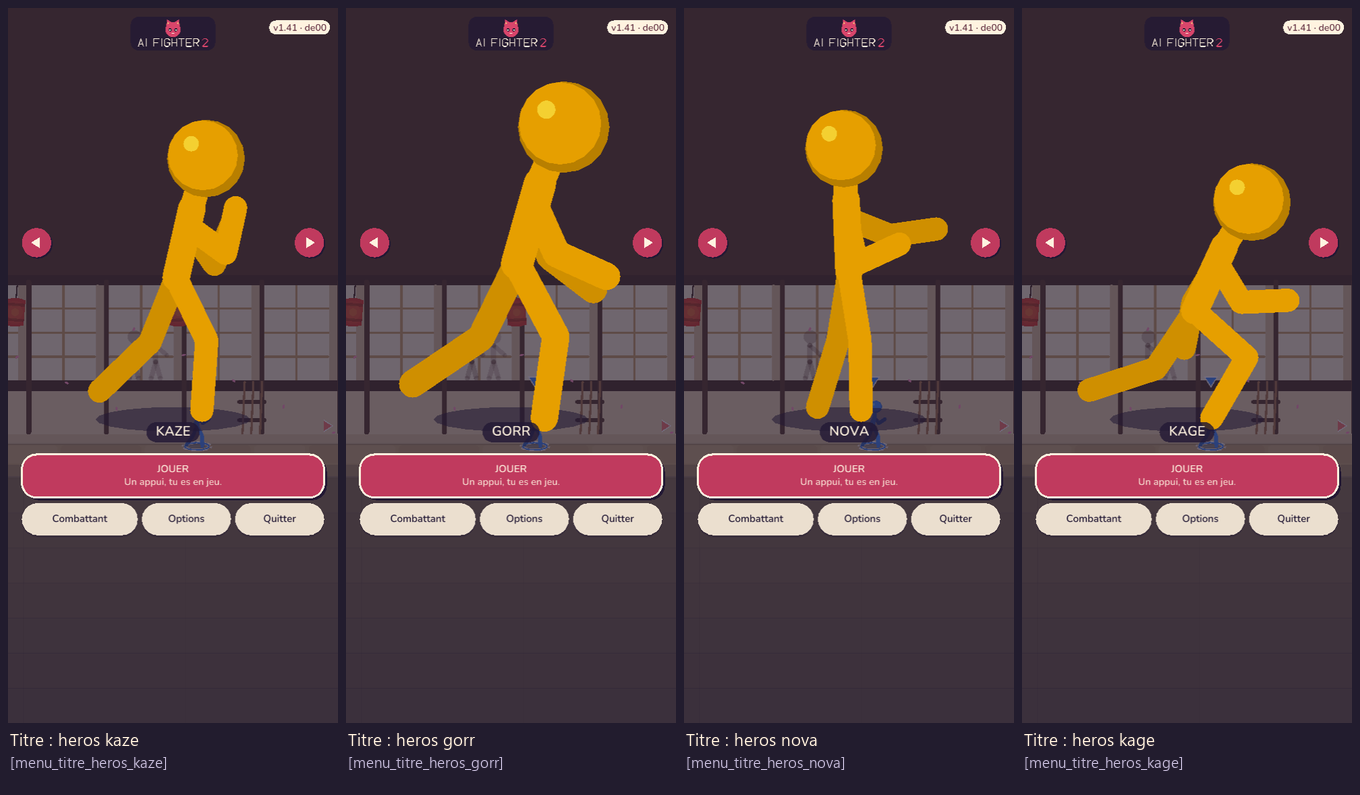 AI FIGHTER 2
v1.41 · de00
KAZE
JOUER
Un appui, tu es en jeu.
Combattant
Options
Quitter
Titre : heros kaze
[menu_titre_heros_kaze]
AI FIGHTER 2
v1.41 · de00
GORR
JOUER
Un appui, tu es en jeu.
Combattant
Options
Quitter
Titre : heros gorr
[menu_titre_heros_gorr]
AI FIGHTER 2
v1.41 · de00
NOVA
JOUER
Un appui, tu es en jeu.
Combattant
Options
Quitter
Titre : heros nova
[menu_titre_heros_nova]
AI FIGHTER 2
v1.41 · de00
KAGE
JOUER
Un appui, tu es en jeu.
Combattant
Options
Quitter
Titre : heros kage
[menu_titre_heros_kage]